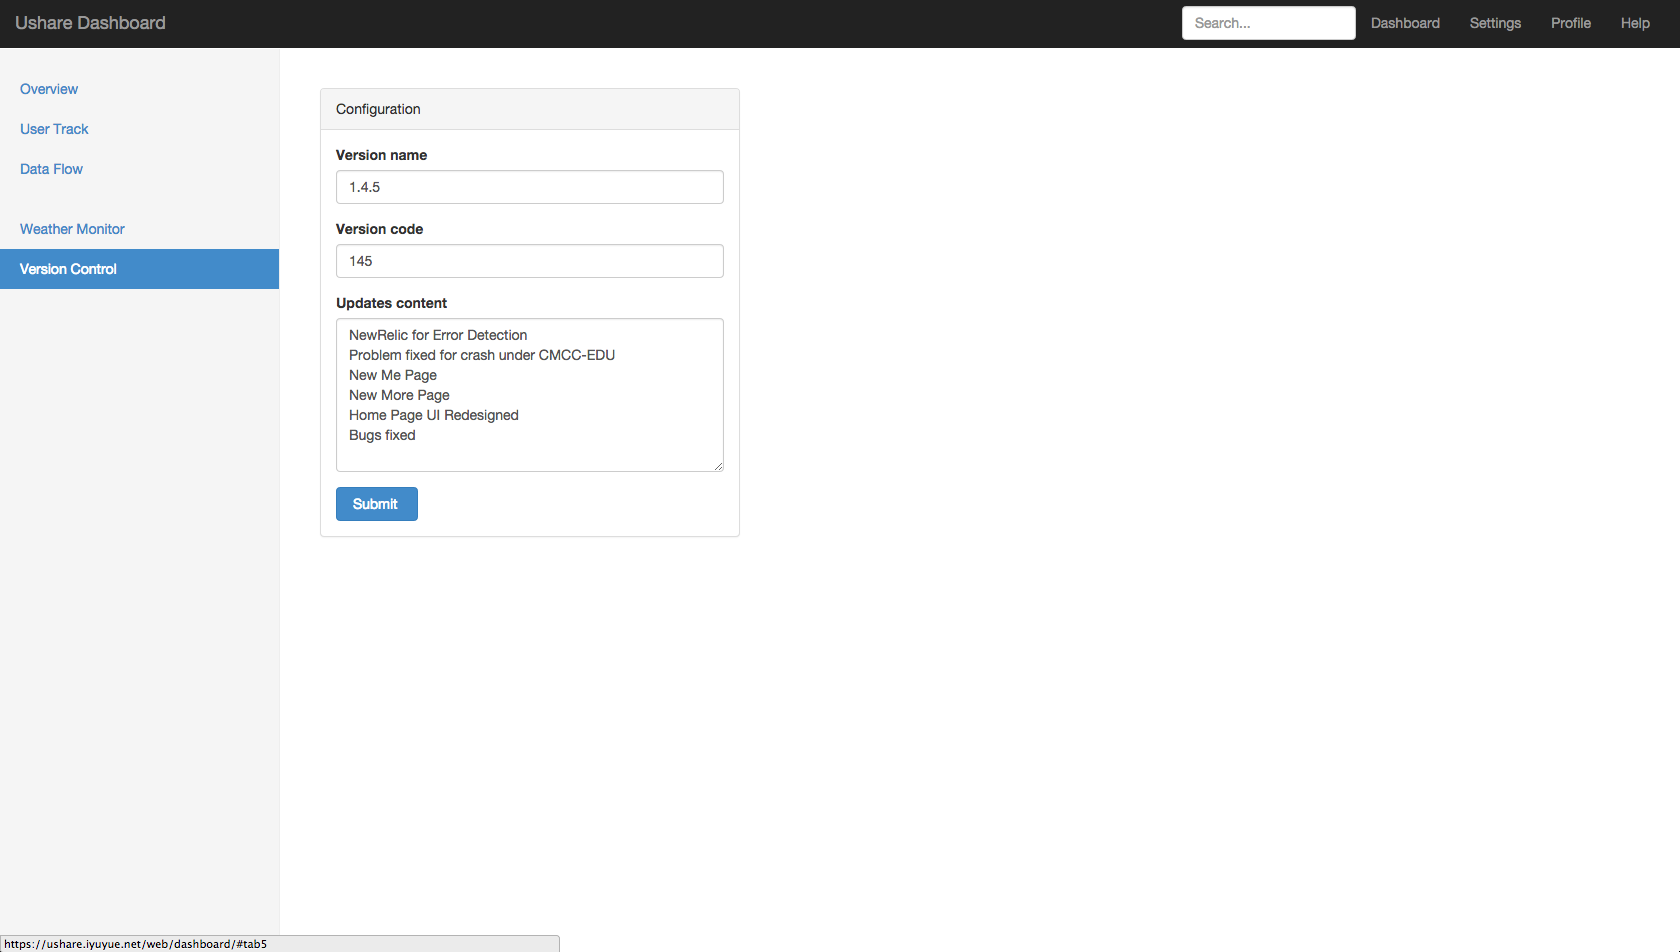 Ushare Dashboard
Search...
Dashboard
Settings
Profile
Help
Overview
User Track
Data Flow
Weather Monitor
Version Control
Configuration
Version name
1.4.5
Version code
145
Updates content
NewRelic for Error Detection
Problem fixed for crash under CMCC-EDU
New Me Page
New More Page
Home Page UI Redesigned
Bugs fixed
Submit
https://ushare.iyuyue.net/web/dashboard/#tab5